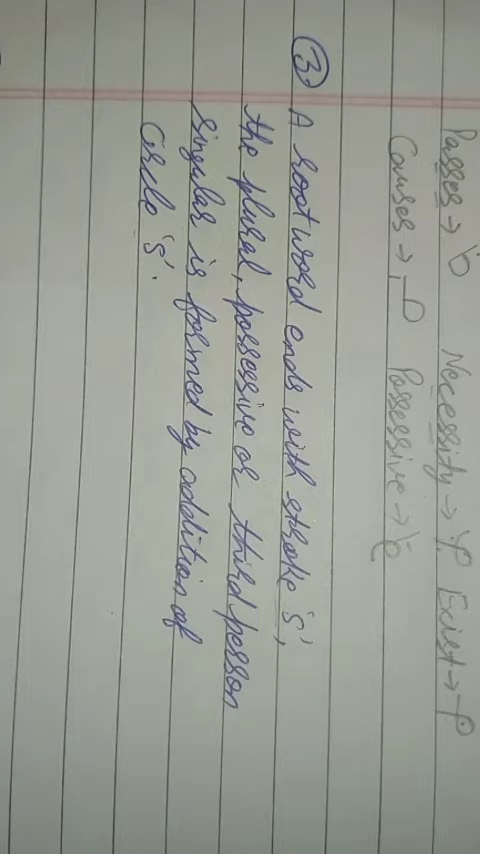 Passes → Necessity → Exist →
Causes → Possessive →
③ A root word ends with stroke 's',
the plural, possessive or third person
singular is formed by addition of
Circle 's'.